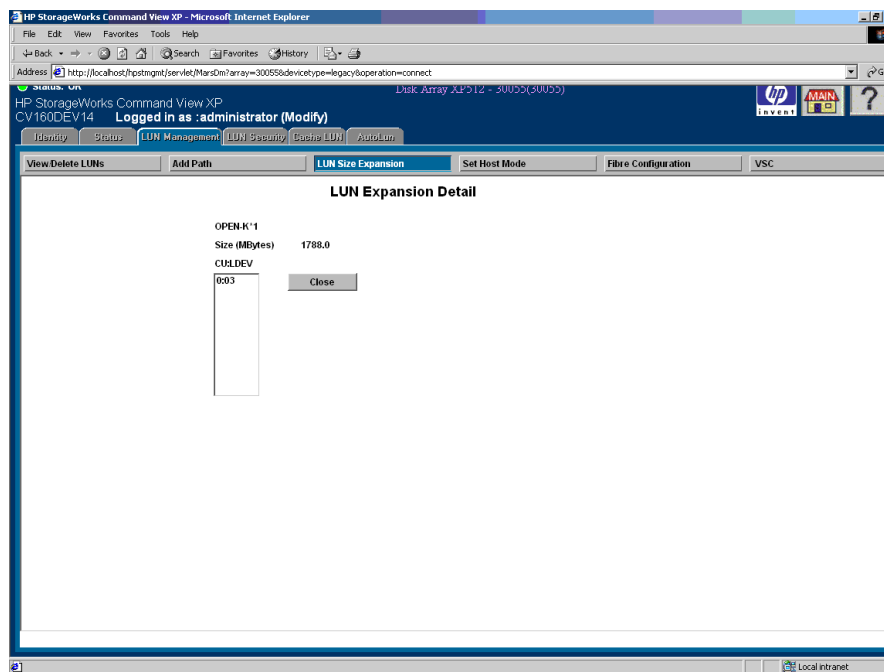 HP StorageWorks Command View XP - Microsoft Internet Explorer
File Edit View Favorites Tools Help
Back Search Favorites History
Address http://localhost/hpstmgmt/servlet/MarsDm?array=30055&devicetype=legacy&operation=connect G
Status: OK Disk Array XP512 - 30055(30055)
HP StorageWorks Command View XP
CV160DEV14 Logged in as :administrator (Modify)
hp invent MAIN ?
Identity Status LUN Management LUN Security Cache LUN AutoLun
View/Delete LUNs Add Path LUN Size Expansion Set Host Mode Fibre Configuration VSC
LUN Expansion Detail
OPEN-K*1
Size (MBytes) 1788.0
CU:LDEV
0:03 Close
Local intranet